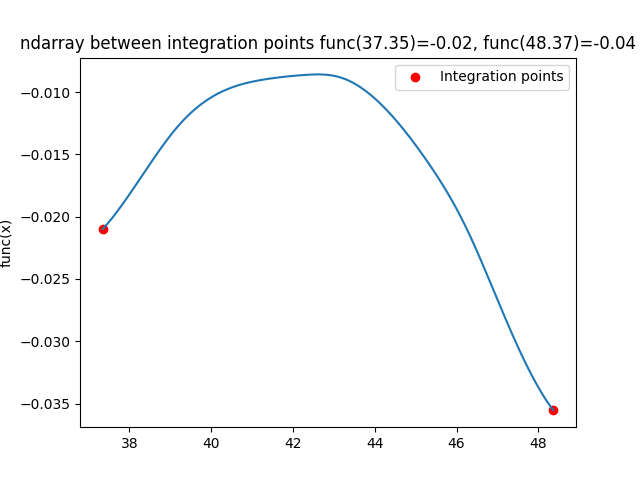 ndarray between integration points func(37.35)=-0.02, func(48.37)=-0.04
Integration points
−0.010
−0.015
−0.020
−0.025
−0.030
−0.035
func(x)
38 40 42 44 46 48